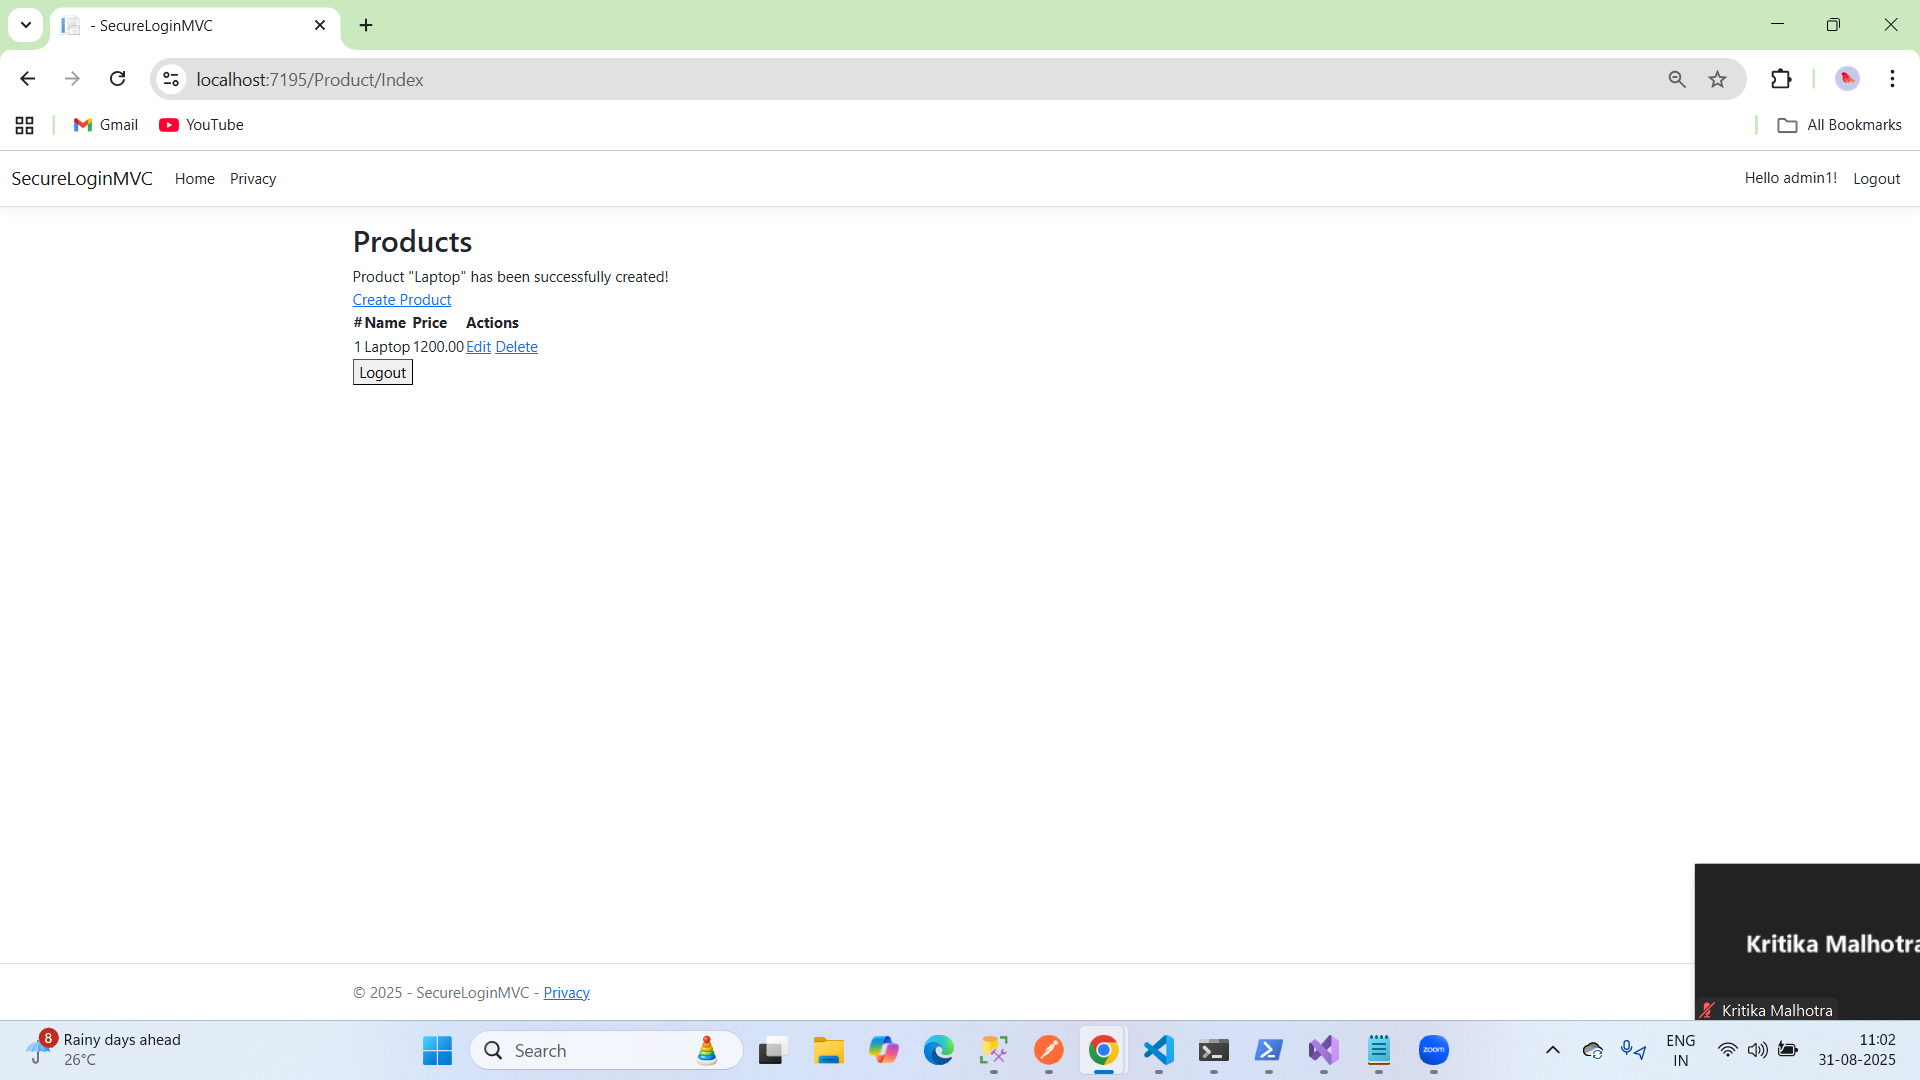 - SecureLoginMVC
localhost:7195/Product/Index
Gmail YouTube All Bookmarks
SecureLoginMVC Home Privacy Hello admin1! Logout
Products
Product "Laptop" has been successfully created!
Create Product
# Name Price Actions
1 Laptop 1200.00 Edit Delete
Logout
Kritika Malhotra
© 2025 - SecureLoginMVC - Privacy
Kritika Malhotra
8 Rainy days ahead
26°C
Search
zoom
ENG
IN
11:02
31-08-2025